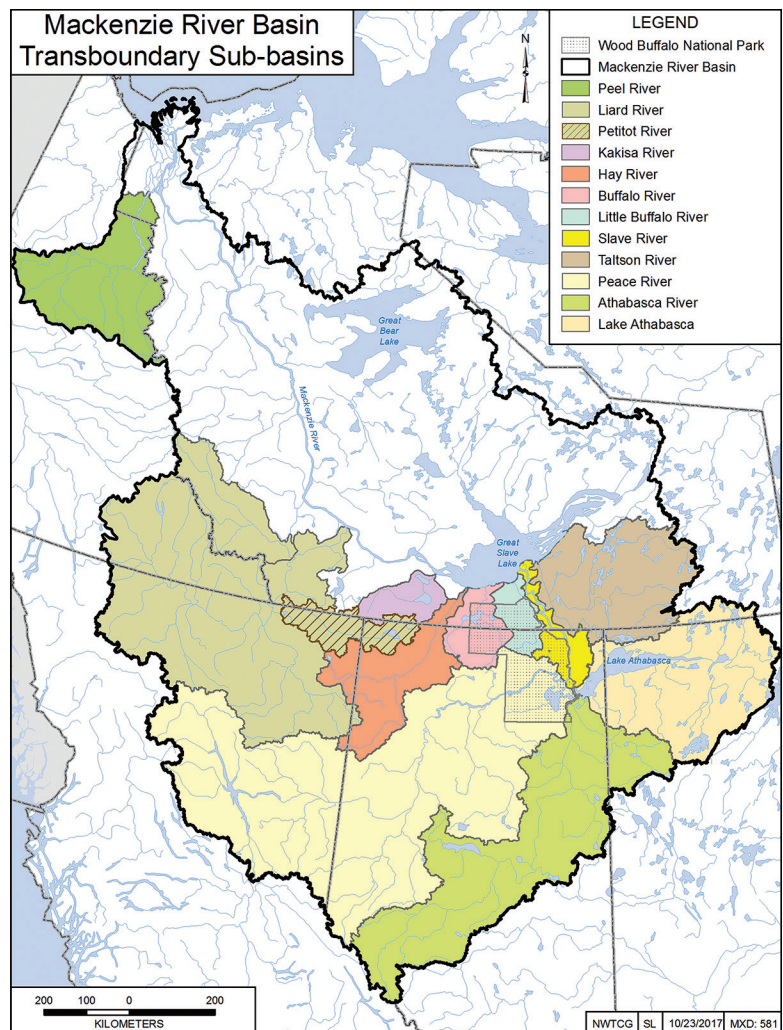 Mackenzie River Basin
Transboundary Sub-basins
N
LEGEND
Wood Buffalo National Park
Mackenzie River Basin
Peel River
Liard River
Petitot River
Kakisa River
Hay River
Buffalo River
Little Buffalo River
Slave River
Taltson River
Peace River
Athabasca River
Lake Athabasca
Great
Bear
Lake
Mackenzie River
Great
Slave
Lake
Lake Athabasca
200 100 0 200
KILOMETERS
NWTCG SL 10/23/2017 MXD: 581